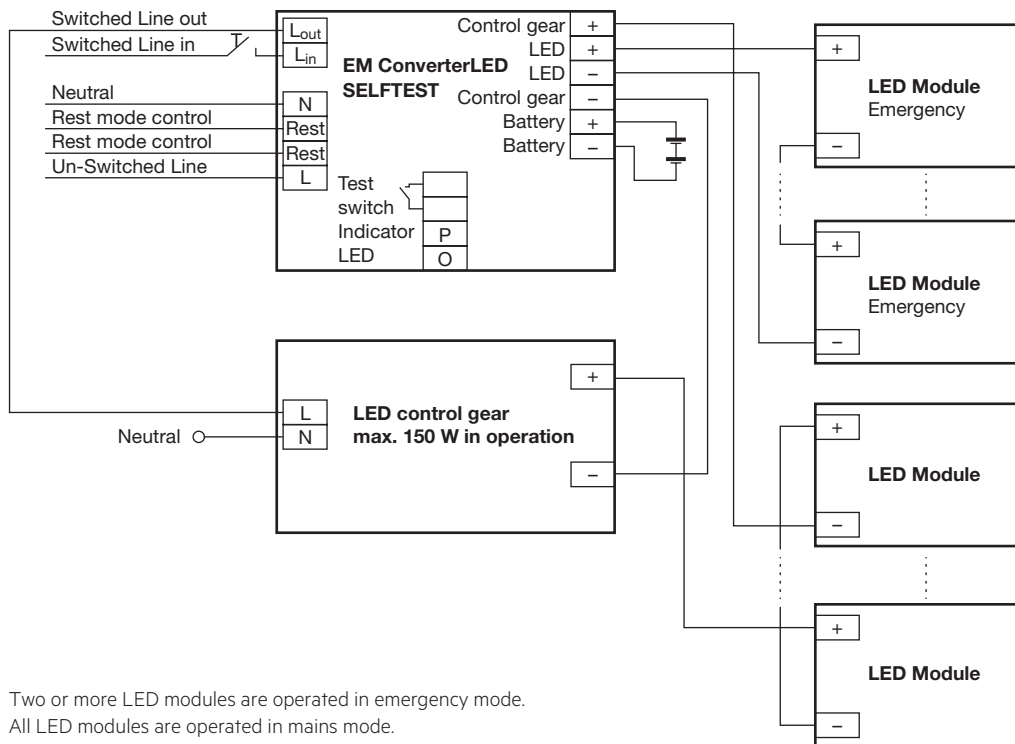 Switched Line out
Switched Line in
Neutral
Rest mode control
Rest mode control
Un-Switched Line
Lout
Lin
N
Rest
Rest
L
EM ConverterLED
SELFTEST
Test
switch
Indicator
LED
P
O
Control gear +
LED +
LED –
Control gear –
Battery +
Battery –
+
LED Module
Emergency
–
+
LED Module
Emergency
–
Neutral
L
N
LED control gear
max. 150 W in operation
+
–
+
LED Module
–
+
LED Module
–
Two or more LED modules are operated in emergency mode.
All LED modules are operated in mains mode.